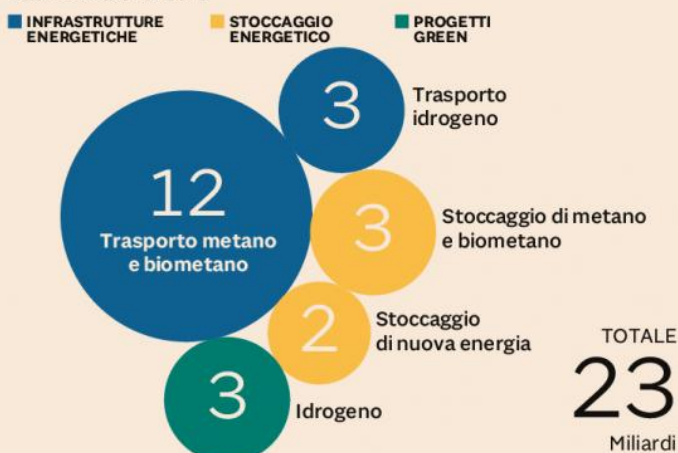 INFRASTRUTTURE
ENERGETICHE
STOCCAGGIO
ENERGETICO
PROGETTI
GREEN
3
Trasporto
idrogeno
12
Trasporto metano
e biometano
3
Stoccaggio di metano
e biometano
2
Stoccaggio
di nuova energia
3
Idrogeno
TOTALE
23
Miliardi